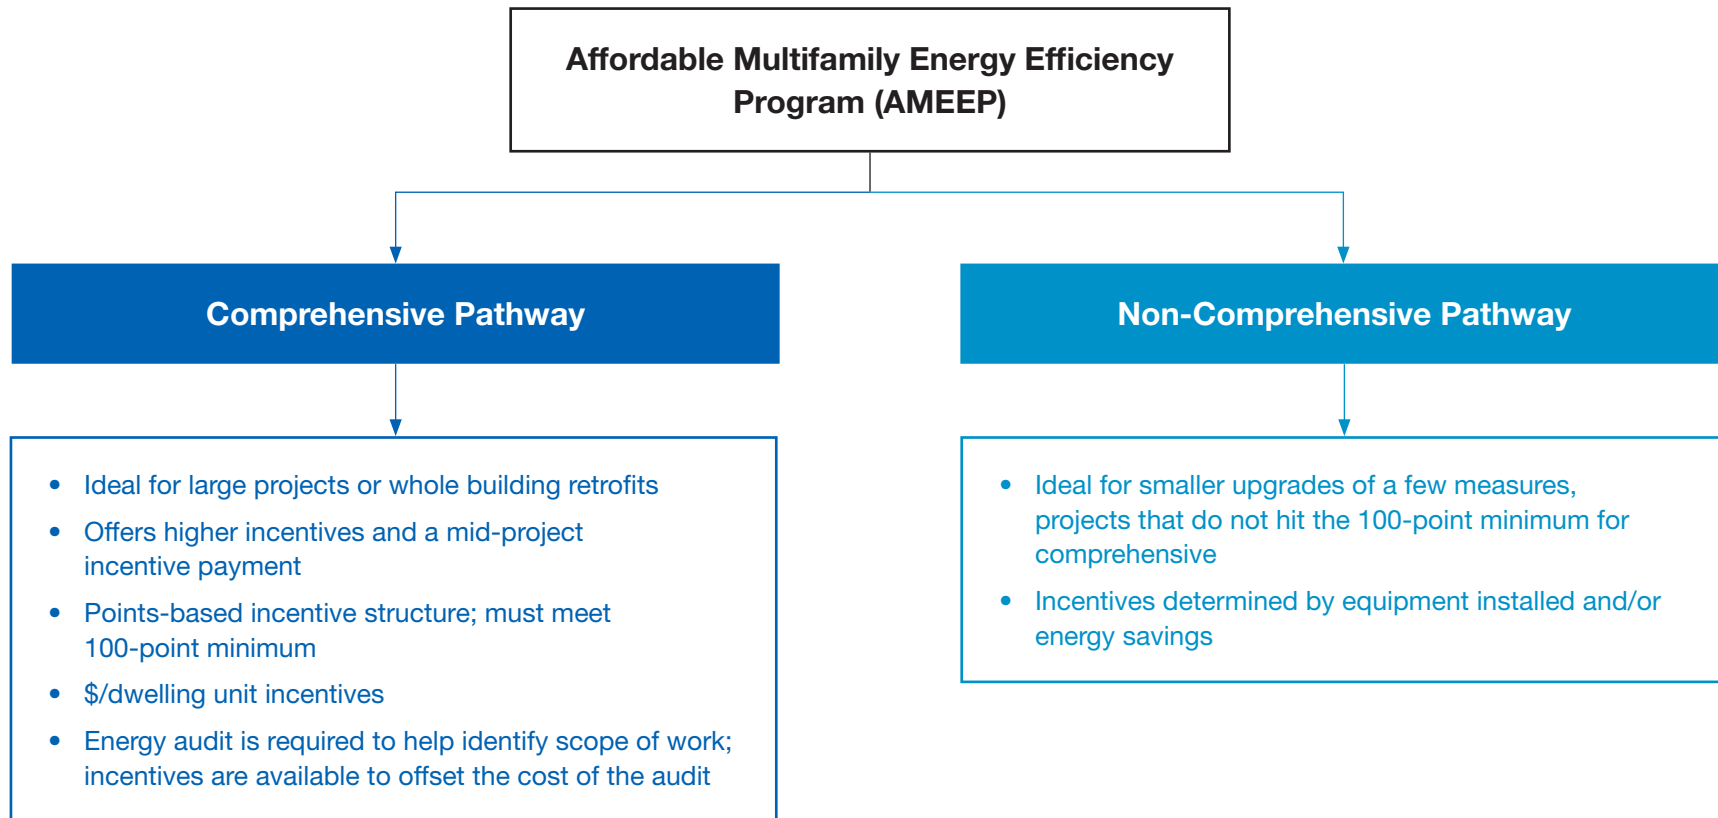 Affordable Multifamily Energy Efficiency
Program (AMEEP)
Comprehensive Pathway
• Ideal for large projects or whole building retrofits
• Offers higher incentives and a mid-project
incentive payment
• Points-based incentive structure; must meet
100-point minimum
• $/dwelling unit incentives
• Energy audit is required to help identify scope of work;
incentives are available to offset the cost of the audit
Non-Comprehensive Pathway
• Ideal for smaller upgrades of a few measures,
projects that do not hit the 100-point minimum for
comprehensive
• Incentives determined by equipment installed and/or
energy savings